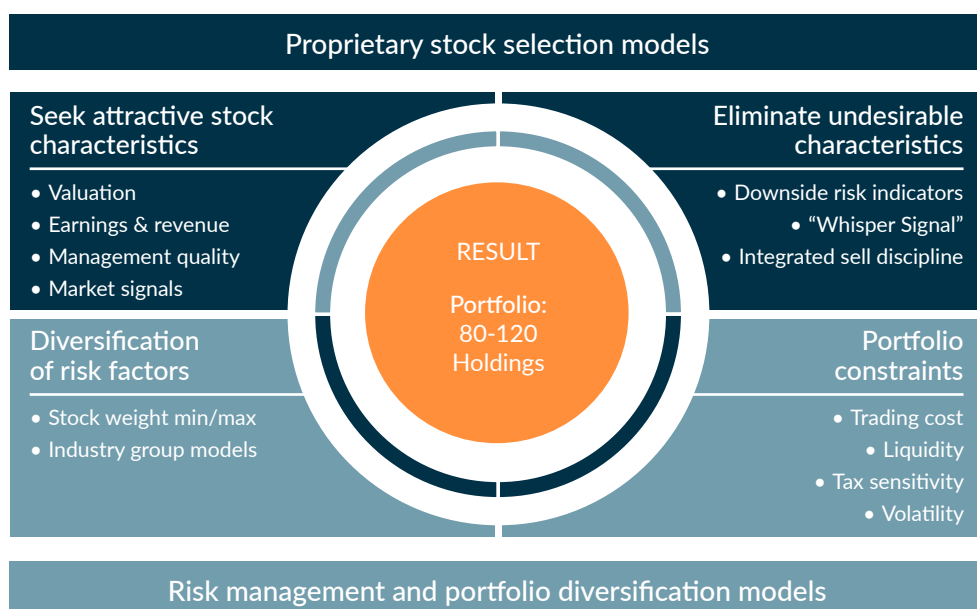 Proprietary stock selection models
Seek attractive stock
characteristics
• Valuation
• Earnings & revenue
• Management quality
• Market signals
Eliminate undesirable
characteristics
• Downside risk indicators
• “Whisper Signal”
• Integrated sell discipline
RESULT
Portfolio:
80-120
Holdings
Diversification
of risk factors
• Stock weight min/max
• Industry group models
Portfolio
constraints
• Trading cost
• Liquidity
• Tax sensitivity
• Volatility
Risk management and portfolio diversification models